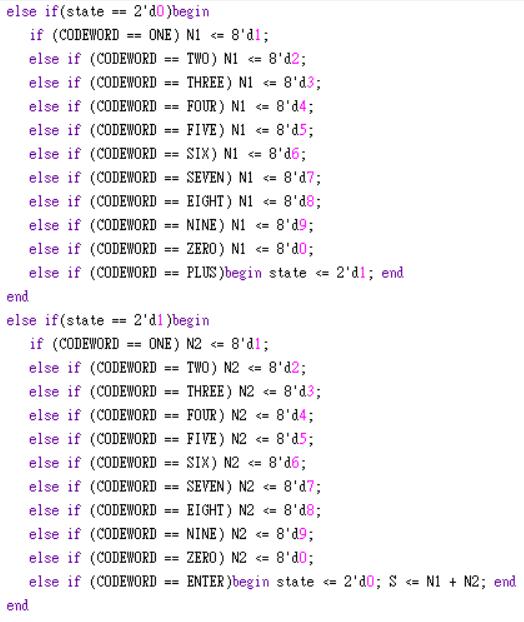 else if(state == 2'd0)begin
if (CODEWORD == ONE) N1 <= 8'd1;
else if (CODEWORD == TWO) N1 <= 8'd2;
else if (CODEWORD == THREE) N1 <= 8'd3;
else if (CODEWORD == FOUR) N1 <= 8'd4;
else if (CODEWORD == FIVE) N1 <= 8'd5;
else if (CODEWORD == SIX) N1 <= 8'd6;
else if (CODEWORD == SEVEN) N1 <= 8'd7;
else if (CODEWORD == EIGHT) N1 <= 8'd8;
else if (CODEWORD == NINE) N1 <= 8'd9;
else if (CODEWORD == ZERO) N1 <= 8'd0;
else if (CODEWORD == PLUS)begin state <= 2'd1; end
end
else if(state == 2'd1)begin
if (CODEWORD == ONE) N2 <= 8'd1;
else if (CODEWORD == TWO) N2 <= 8'd2;
else if (CODEWORD == THREE) N2 <= 8'd3;
else if (CODEWORD == FOUR) N2 <= 8'd4;
else if (CODEWORD == FIVE) N2 <= 8'd5;
else if (CODEWORD == SIX) N2 <= 8'd6;
else if (CODEWORD == SEVEN) N2 <= 8'd7;
else if (CODEWORD == EIGHT) N2 <= 8'd8;
else if (CODEWORD == NINE) N2 <= 8'd9;
else if (CODEWORD == ZERO) N2 <= 8'd0;
else if (CODEWORD == ENTER)begin state <= 2'd0; S <= N1 + N2; end
end